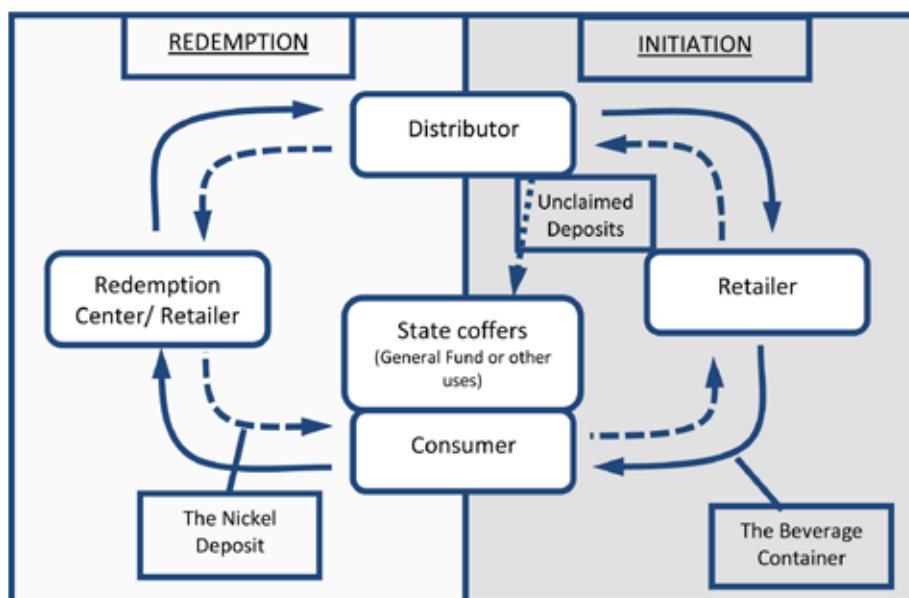 REDEMPTION
INITIATION
Distributor
Unclaimed
Deposits
Redemption
Center/ Retailer
Retailer
State coffers
(General Fund or other
uses)
Consumer
The Nickel
Deposit
The Beverage
Container